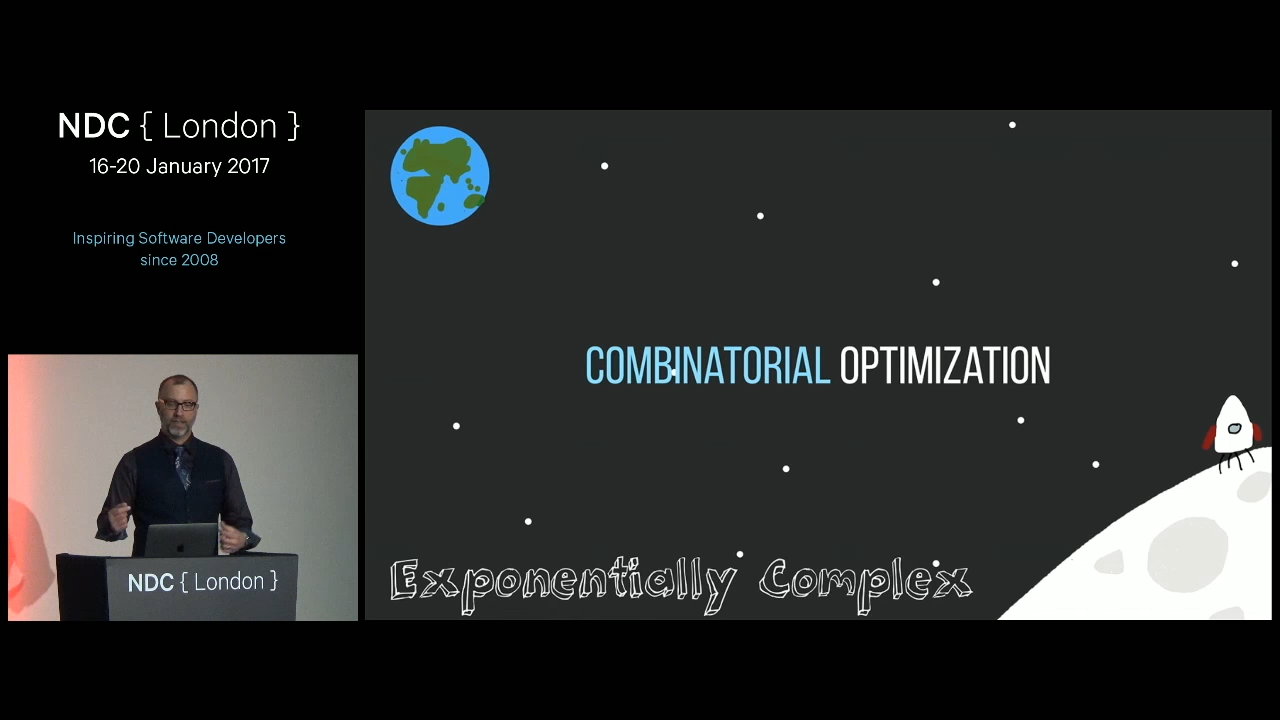 NDC { London }
16-20 January 2017
Inspiring Software Developers
since 2008
COMBINATORIAL OPTIMIZATION
Exponentially Complex
NDC { London }